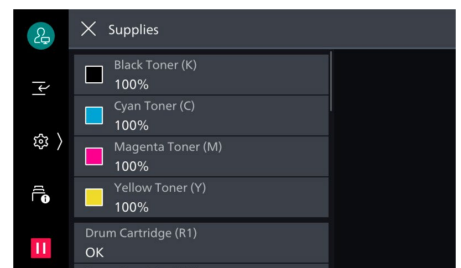 Supplies
Black Toner (K)
100%
Cyan Toner (C)
100%
Magenta Toner (M)
100%
Yellow Toner (Y)
100%
Drum Cartridge (R1)
OK